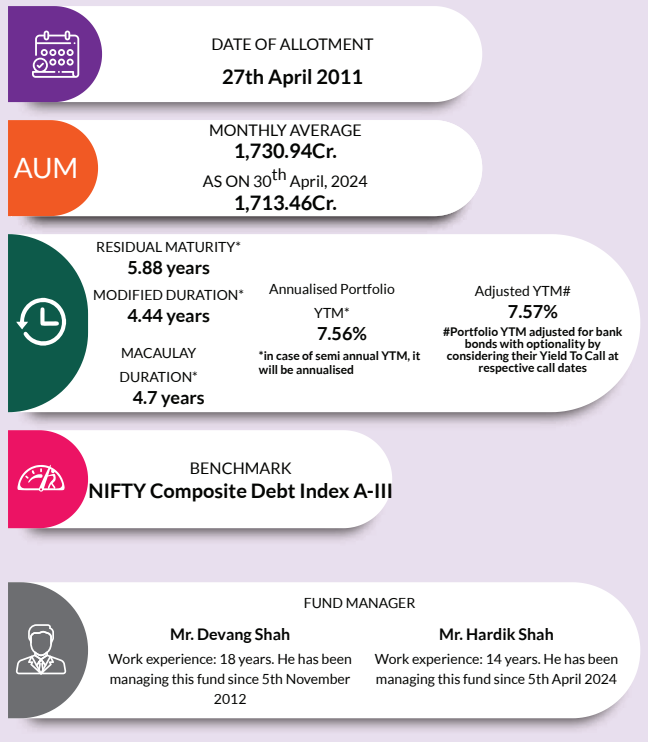 DATE OF ALLOTMENT
27th April 2011
AUM
MONTHLY AVERAGE
1,730.94Cr.
AS ON 30th April, 2024
1,713.46Cr.
RESIDUAL MATURITY*
5.88 years
MODIFIED DURATION*
4.44 years
MACAULAY
DURATION*
4.7 years
Annualised Portfolio
YTM*
7.56%
*in case of semi annual YTM, it
will be annualised
Adjusted YTM#
7.57%
#Portfolio YTM adjusted for bank
bonds with optionality by
considering their Yield To Call at
respective call dates
BENCHMARK
NIFTY Composite Debt Index A-III
FUND MANAGER
Mr. Devang Shah
Work experience: 18 years. He has been
managing this fund since 5th November
2012
Mr. Hardik Shah
Work experience: 14 years. He has been
managing this fund since 5th April 2024